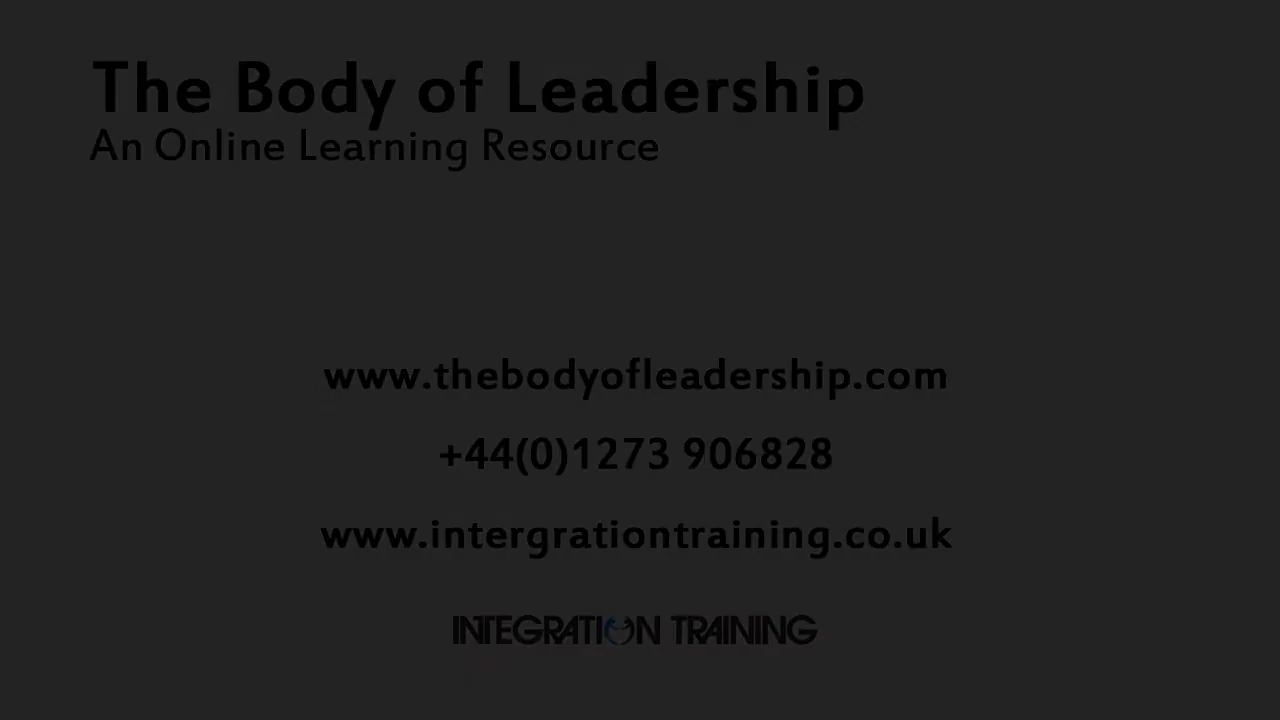 The Body of Leadership
An Online Learning Resource
www.thebodyofleadership.com
+44(0)1273 906828
www.intergrationtraining.co.uk
INTEGRATION TRAINING